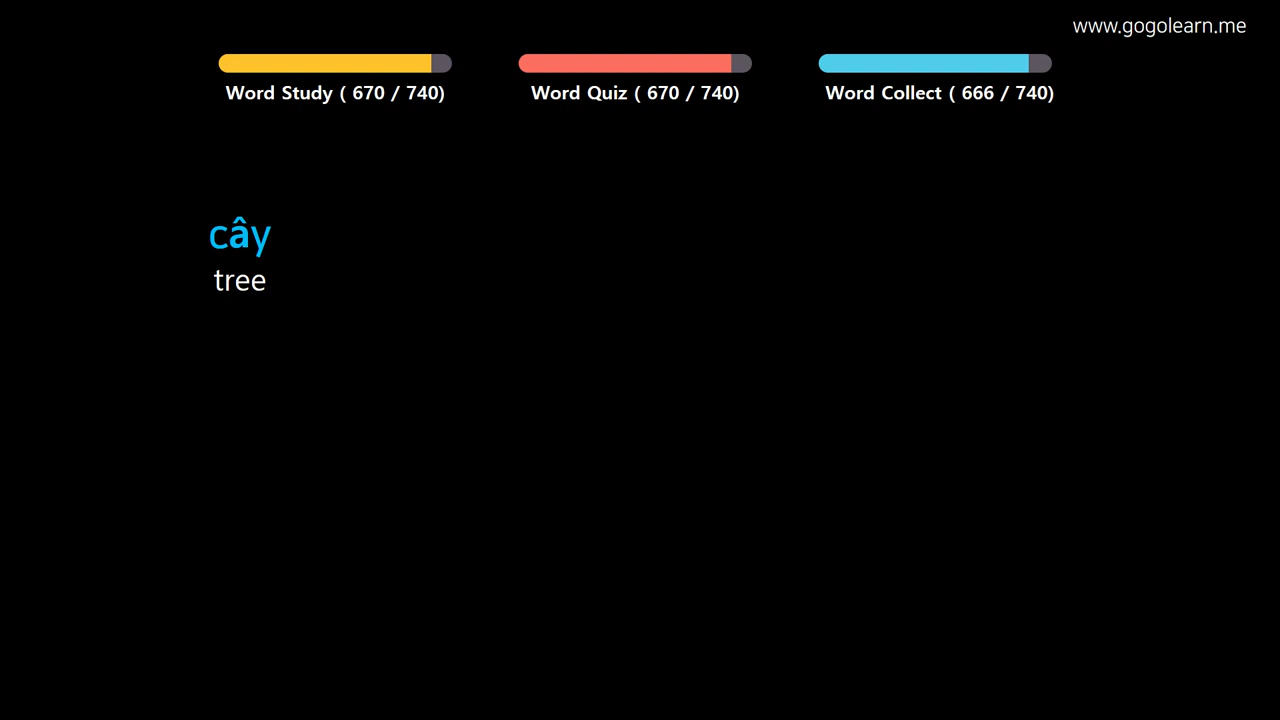 www.gogolearn.me
Word Study ( 670 / 740)
Word Quiz ( 670 / 740)
Word Collect ( 666 / 740)
cây
tree